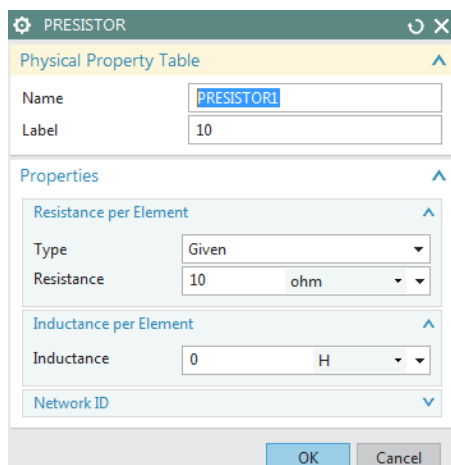 PRESISTOR
Physical Property Table
Name PRESISTOR1
Label 10
Properties
Resistance per Element
Type Given
Resistance 10 ohm
Inductance per Element
Inductance 0 H
Network ID
OK Cancel